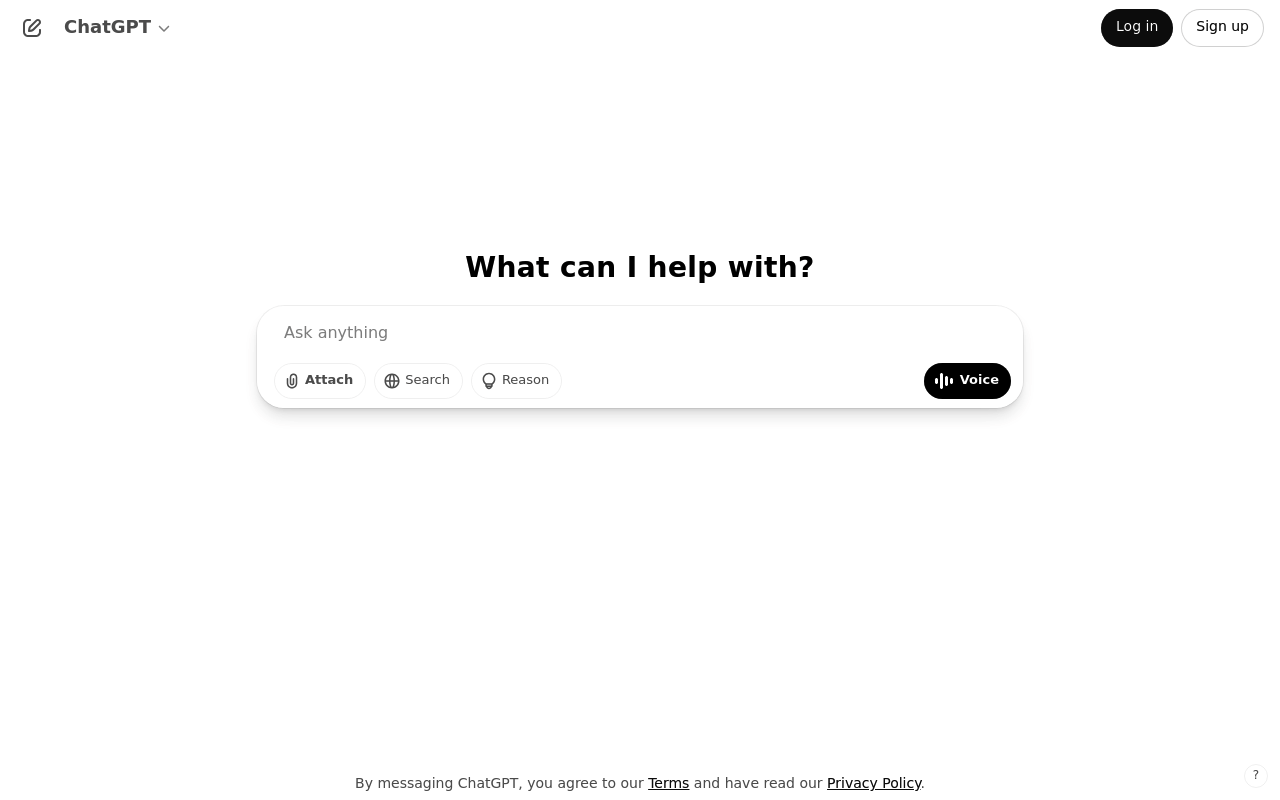 ChatGPT
Log in
Sign up
What can I help with?
Ask anything
Attach
Search
Reason
Voice
By messaging ChatGPT, you agree to our Terms and have read our Privacy Policy.
?